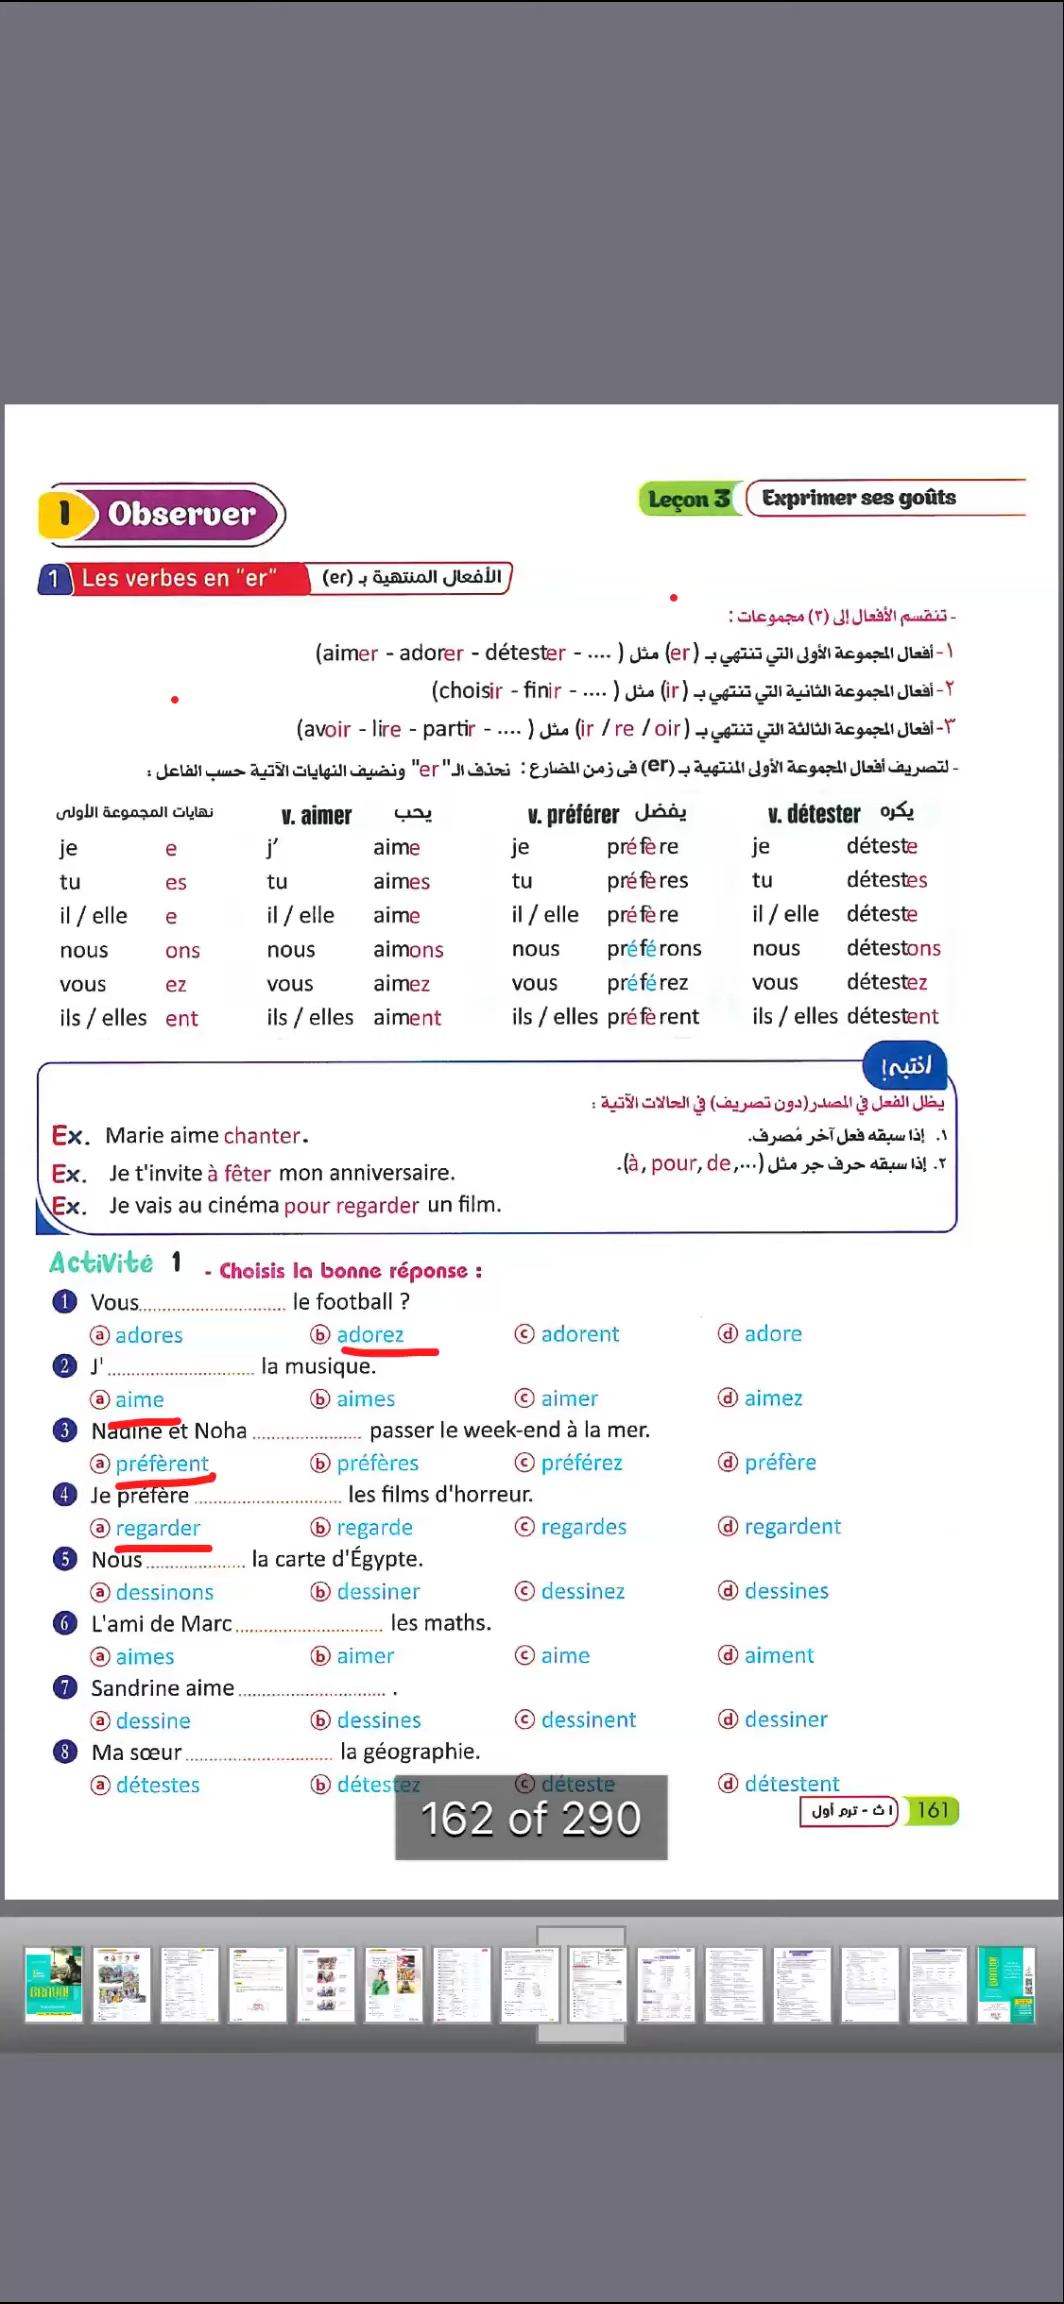 1 Observer
Leçon 3 Exprimer ses goûts
1 Les verbes en "er" الأفعال المنتهية بـ (er)
- تنقسم الأفعال إلى (٣) مجموعات :
١- أفعال المجموعة الأولى التي تنتهي بـ (er) مثل ( .... - aimer - adorer - détester)
٢- أفعال المجموعة الثانية التي تنتهي بـ (ir) مثل ( .... - choisir - finir)
٣- أفعال المجموعة الثالثة التي تنتهي بـ (ir / re / oir) مثل ( .... - avoir - lire - partir)
- لتصريف أفعال المجموعة الأولى المنتهية بـ (er) فى زمن المضارع : نحذف الـ "er" ونضيف النهايات الآتية حسب الفاعل :
نهايات المجموعة الأولى v. aimer يحب v. préférer يفضل v. détester يكره
je e j' aime je préfère je déteste
tu es tu aimes tu préfères tu détestes
il / elle e il / elle aime il / elle préfère il / elle déteste
nous ons nous aimons nous préférons nous détestons
vous ez vous aimez vous préférez vous détestez
ils / elles ent ils / elles aiment ils / elles préfèrent ils / elles détestent
انتبه!
يظل الفعل في المصدر (دون تصريف) في الحالات الآتية :
١. إذا سبقه فعل آخر مُصرف.
Ex. Marie aime chanter.
٢. إذا سبقه حرف جر مثل (à, pour, de,...).
Ex. Je t'invite à fêter mon anniversaire.
Ex. Je vais au cinéma pour regarder un film.
Activité 1 - Choisis la bonne réponse :
1 Vous.............................. le football ?
a adores b adorez c adorent d adore
2 J'.............................. la musique.
a aime b aimes c aimer d aimez
3 Nadine et Noha ...................... passer le week-end à la mer.
a préfèrent b préfères c préférez d préfère
4 Je préfère .............................. les films d'horreur.
a regarder b regarde c regardes d regardent
5 Nous .................... la carte d'Égypte.
a dessinons b dessiner c dessinez d dessines
6 L'ami de Marc .............................. les maths.
a aimes b aimer c aime d aiment
7 Sandrine aime .............................. .
a dessine b dessines c dessinent d dessiner
8 Ma sœur .............................. la géographie.
a détestes b détestez c déteste d détestent
162 of 290
١ ث - ترم أول 161